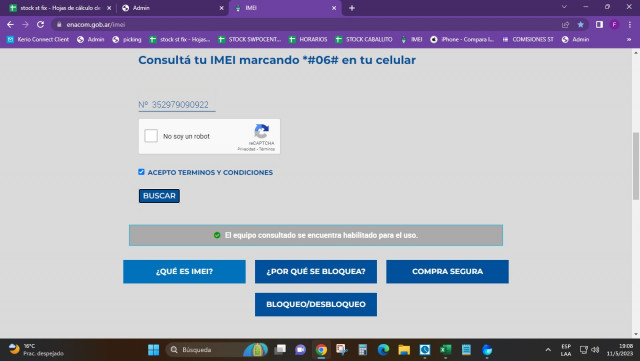 stock st fix - Hojas de cálculo de
Admin
IMEI
enacom.gob.ar/imei
Kerio Connect Client
Admin
picking
stock st fix - Hojas...
STOCK SWPOCENT...
HORARIOS
STOCK CABALLITO
IMEI
iPhone - Compara l...
COMISIONES ST
Admin
Consultá tu IMEI marcando *#06# en tu celular
Nº 352979090922
No soy un robot
reCAPTCHA
Privacidad - Términos
ACEPTO TERMINOS Y CONDICIONES
BUSCAR
El equipo consultado se encuentra habilitado para el uso.
¿QUÉ ES IMEI?
¿POR QUÉ SE BLOQUEA?
COMPRA SEGURA
BLOQUEO/DESBLOQUEO
16°C
Prac. despejado
Búsqueda
ESP
LAA
19:08
11/5/2023